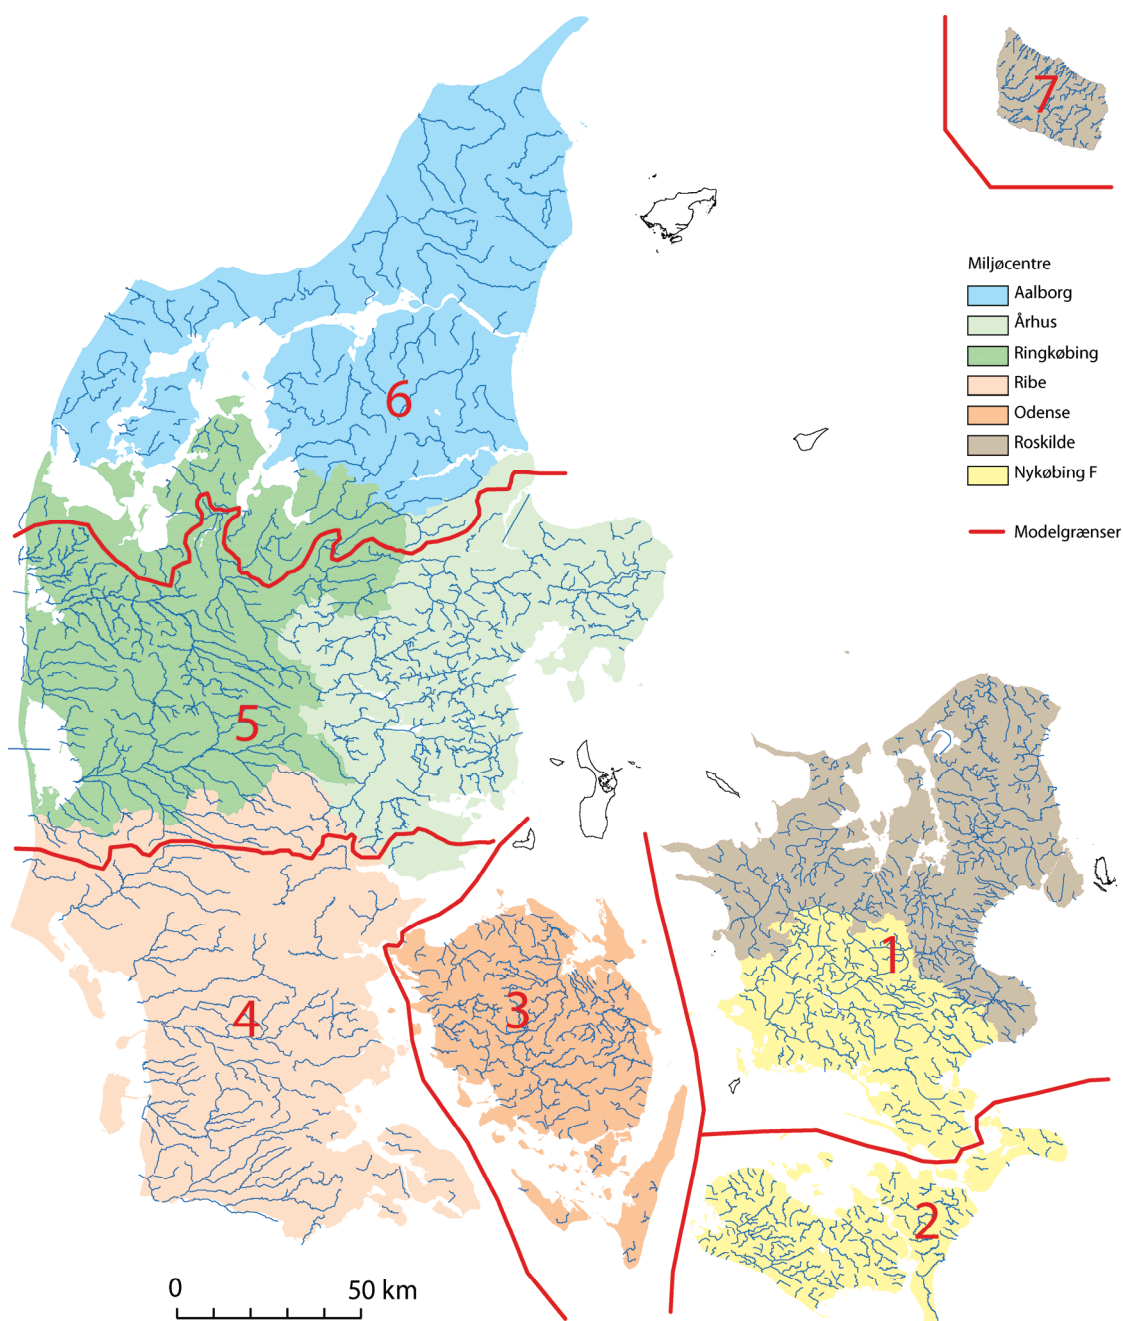 7
Miljøcentre
Aalborg
Århus
Ringkøbing
Ribe
Odense
Roskilde
Nykøbing F
Modelgrænser
6
5
1
3
4
2
0 50 km